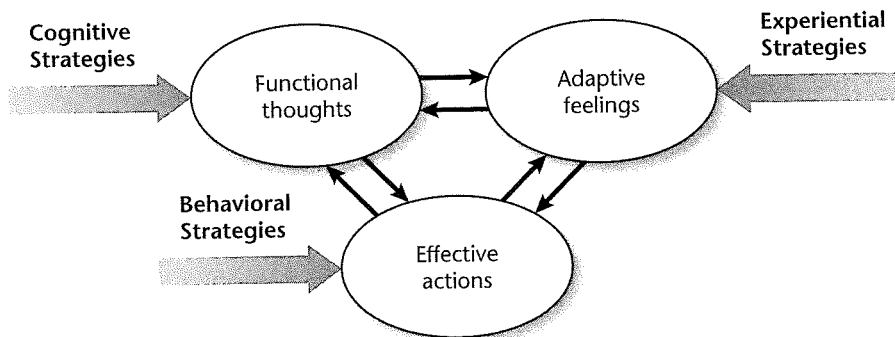 Cognitive
Strategies
Functional
thoughts
Adaptive
feelings
Experiential
Strategies
Behavioral
Strategies
Effective
actions